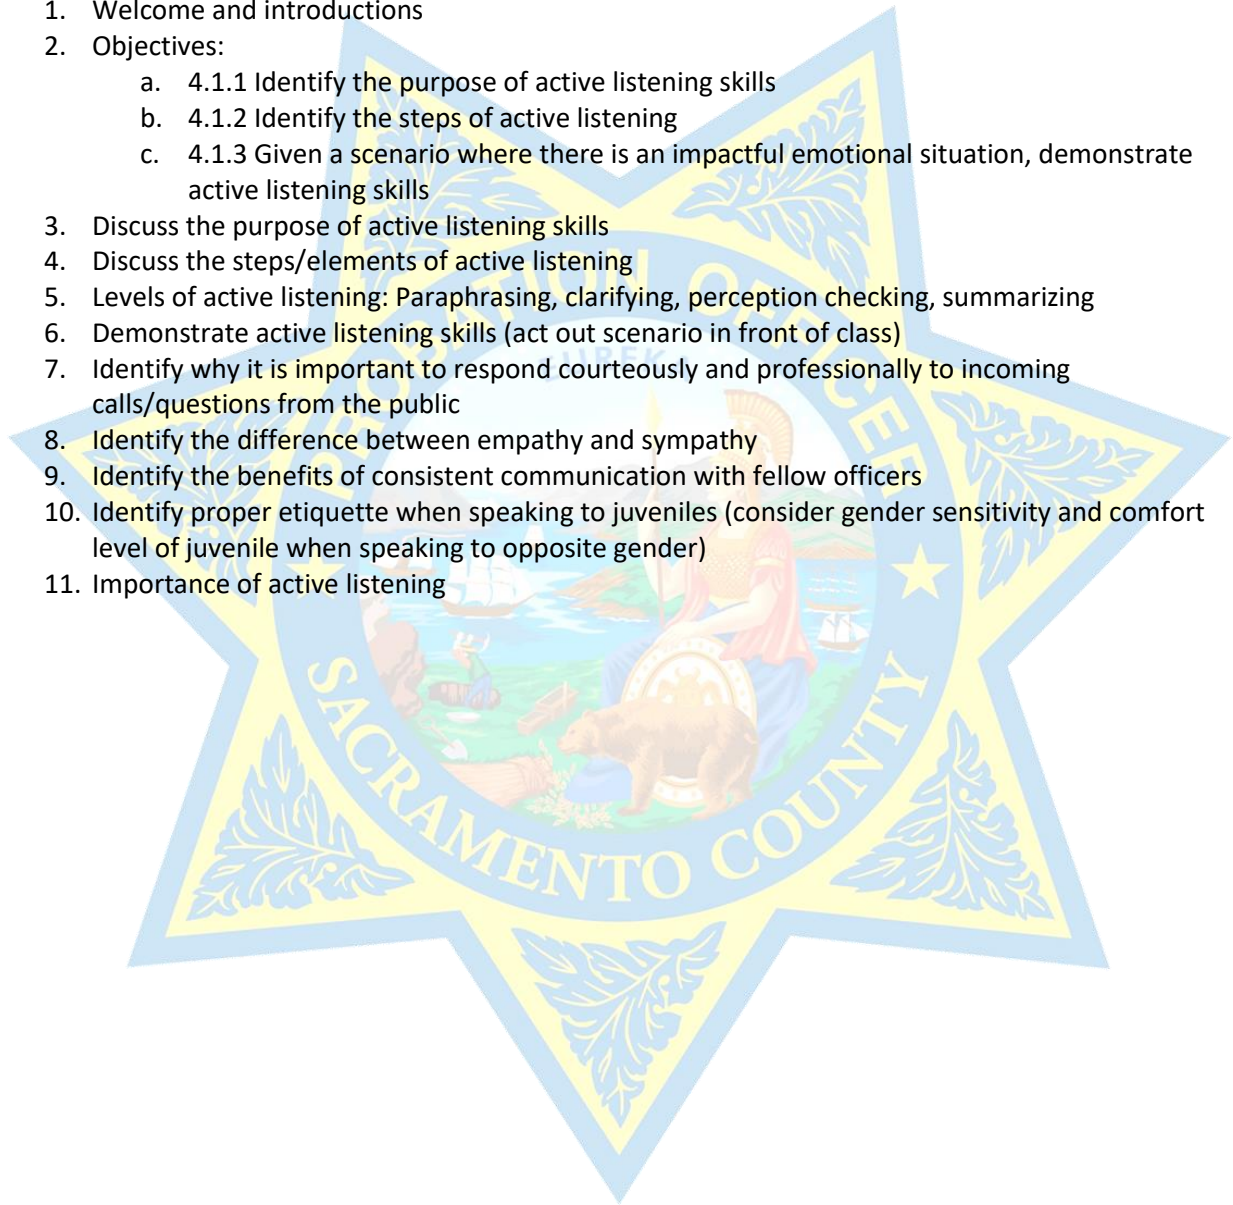 1. Welcome and introductions
2. Objectives:
a. 4.1.1 Identify the purpose of active listening skills
b. 4.1.2 Identify the steps of active listening
c. 4.1.3 Given a scenario where there is an impactful emotional situation, demonstrate
active listening skills
3. Discuss the purpose of active listening skills
4. Discuss the steps/elements of active listening
5. Levels of active listening: Paraphrasing, clarifying, perception checking, summarizing
6. Demonstrate active listening skills (act out scenario in front of class)
7. Identify why it is important to respond courteously and professionally to incoming
calls/questions from the public
8. Identify the difference between empathy and sympathy
9. Identify the benefits of consistent communication with fellow officers
10. Identify proper etiquette when speaking to juveniles (consider gender sensitivity and comfort
level of juvenile when speaking to opposite gender)
11. Importance of active listening
PROBATION OFFICER
EUREKA
SACRAMENTO COUNTY